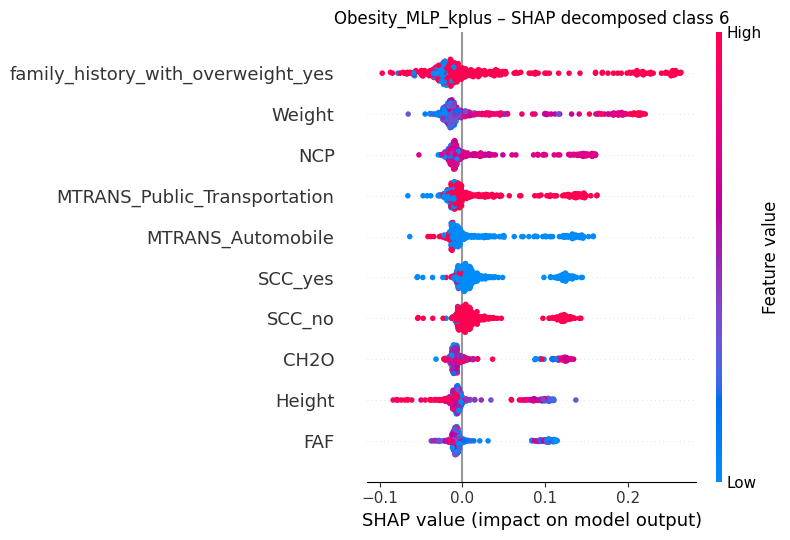 Obesity_MLP_kplus – SHAP decomposed class 6
High
family_history_with_overweight_yes
Weight
NCP
MTRANS_Public_Transportation
MTRANS_Automobile
SCC_yes
SCC_no
CH2O
Height
FAF
Feature value
Low
−0.1 0.0 0.1 0.2
SHAP value (impact on model output)